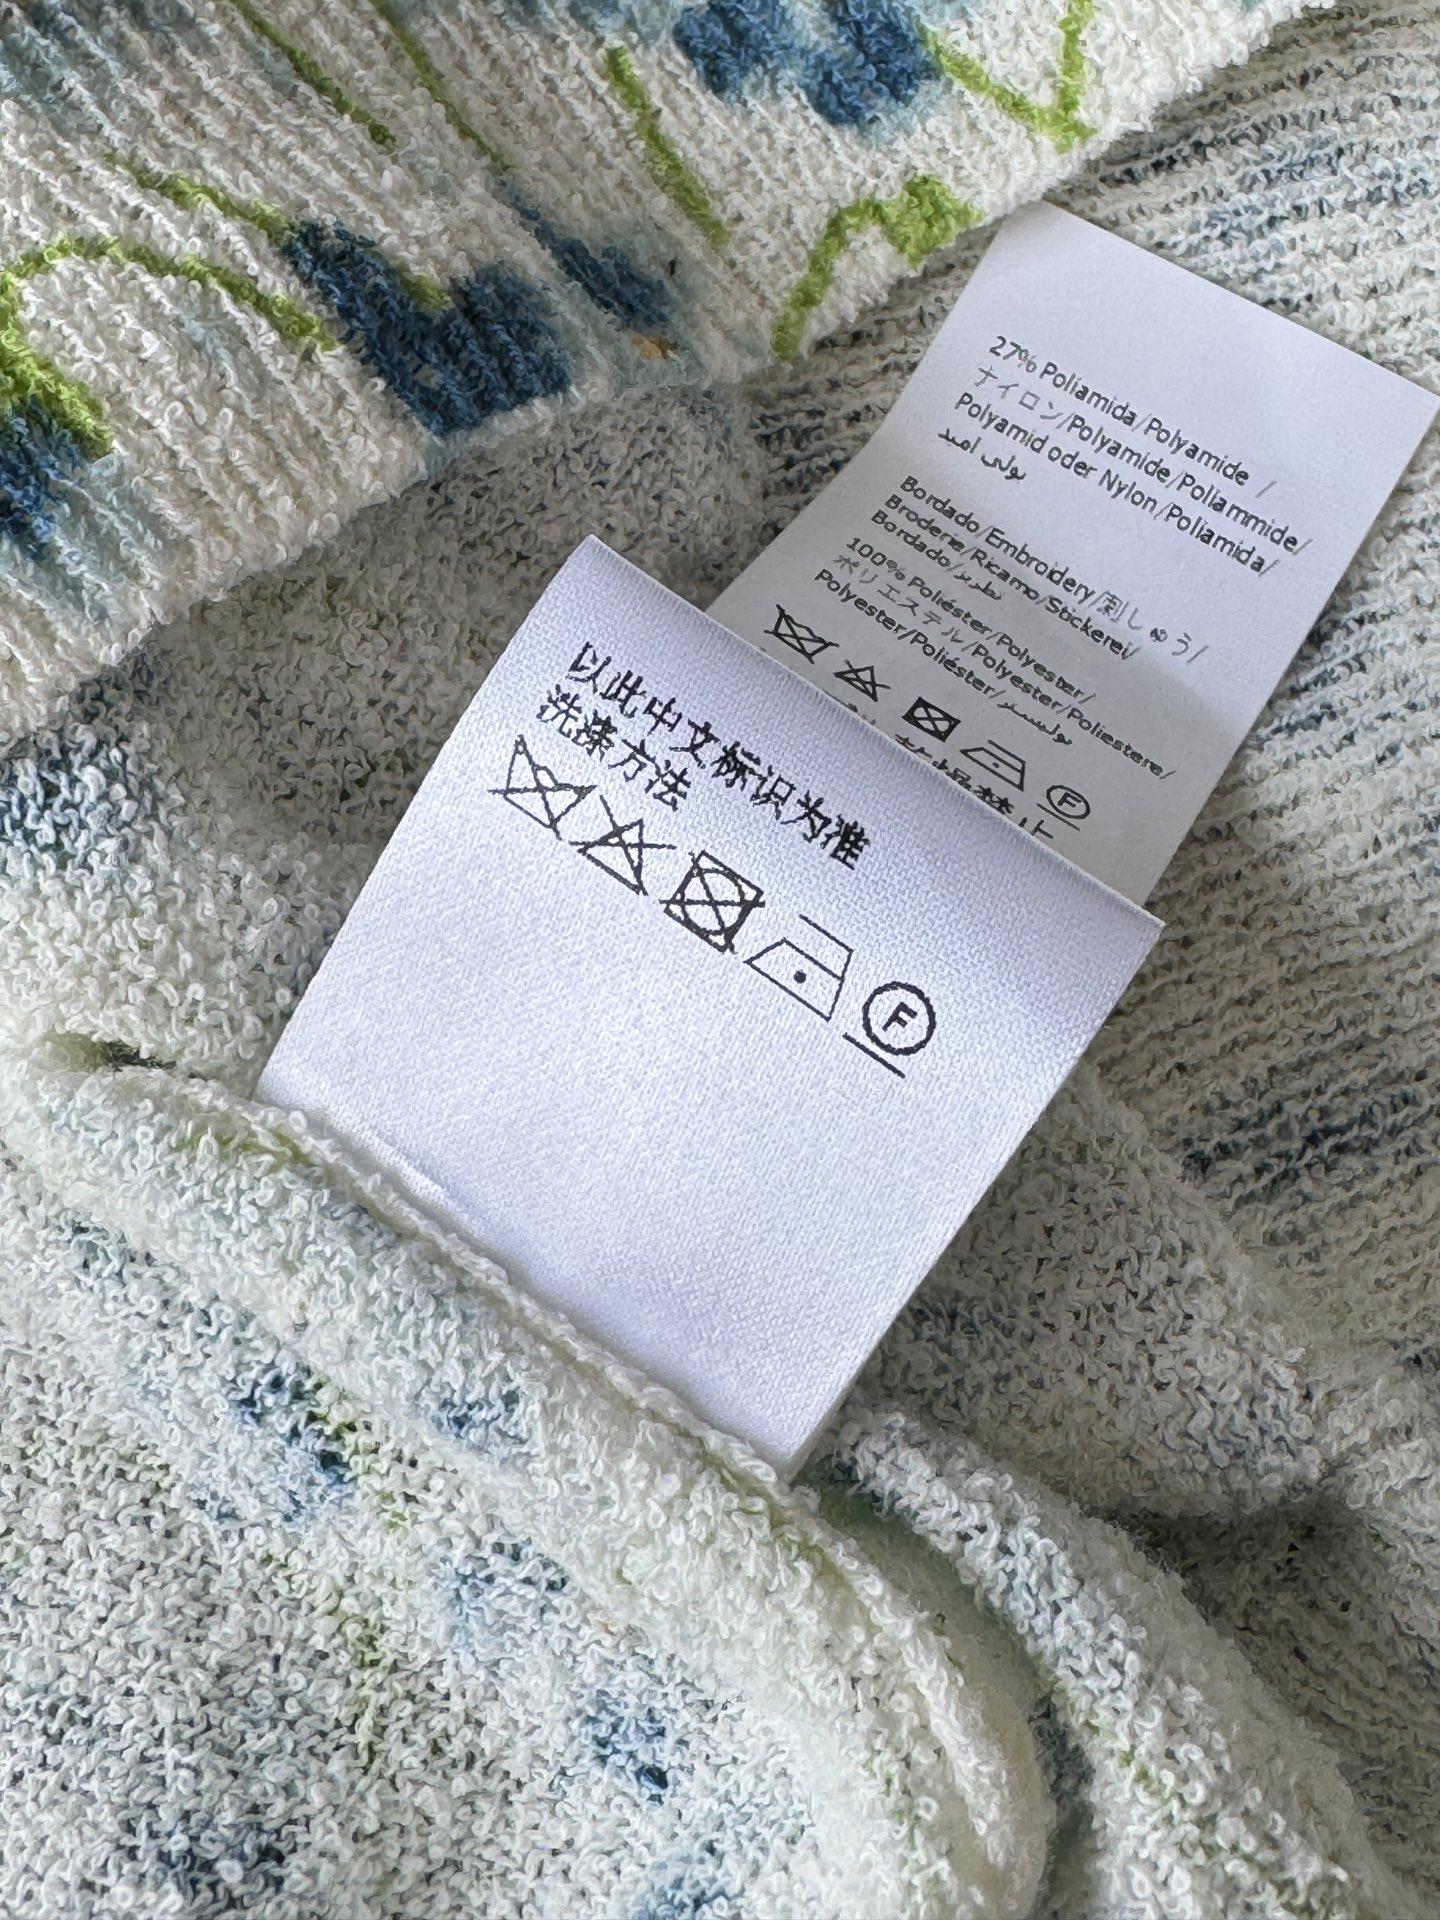 27% Poliamida/Polyamide /
ナイロン/Polyamide/Poliammide/
Polyamid oder Nylon/Poliamida/
بولی امید
Bordado/Embroidery/刺しゅう/
Broderie/Ricamo/Stickerei/
Bordado/تطريز
100% Poliéster/Polyester/
ポリエステル/Polyester/Poliestere/
Polyester/Poliéster/بوليستر
F
以此中文标识为准
洗涤方法
F